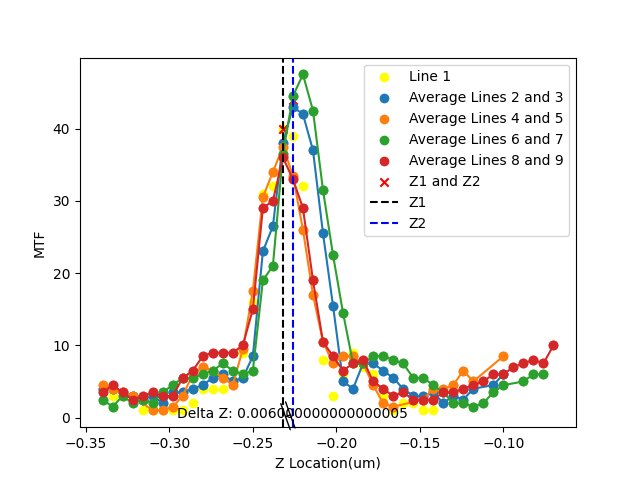 Line 1
Average Lines 2 and 3
Average Lines 4 and 5
Average Lines 6 and 7
Average Lines 8 and 9
Z1 and Z2
Z1
Z2
40
30
20
10
0
MTF
Delta Z: 0.006000000000000005
−0.35 −0.30 −0.25 −0.20 −0.15 −0.10
Z Location(um)